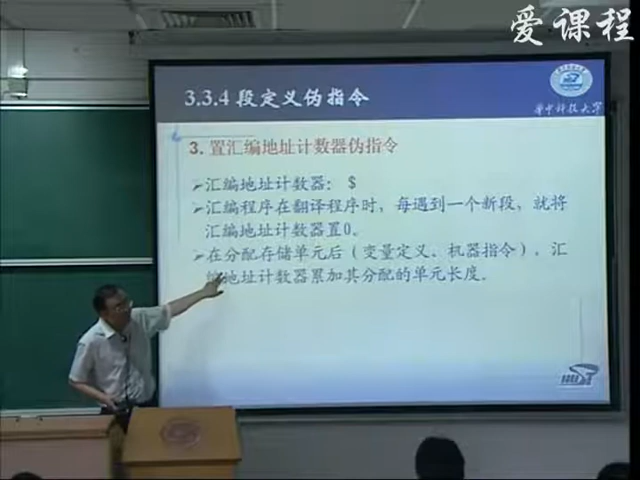 爱课程
3.3.4 段定义伪指令
华中科技大学
3. 置汇编地址计数器伪指令
➢汇编地址计数器： $
➢汇编程序在翻译程序时，每遇到一个新段，就将
汇编地址计数器置0。
➢在分配存储单元后（变量定义、机器指令），汇
编地址计数器累加其分配的单元长度。